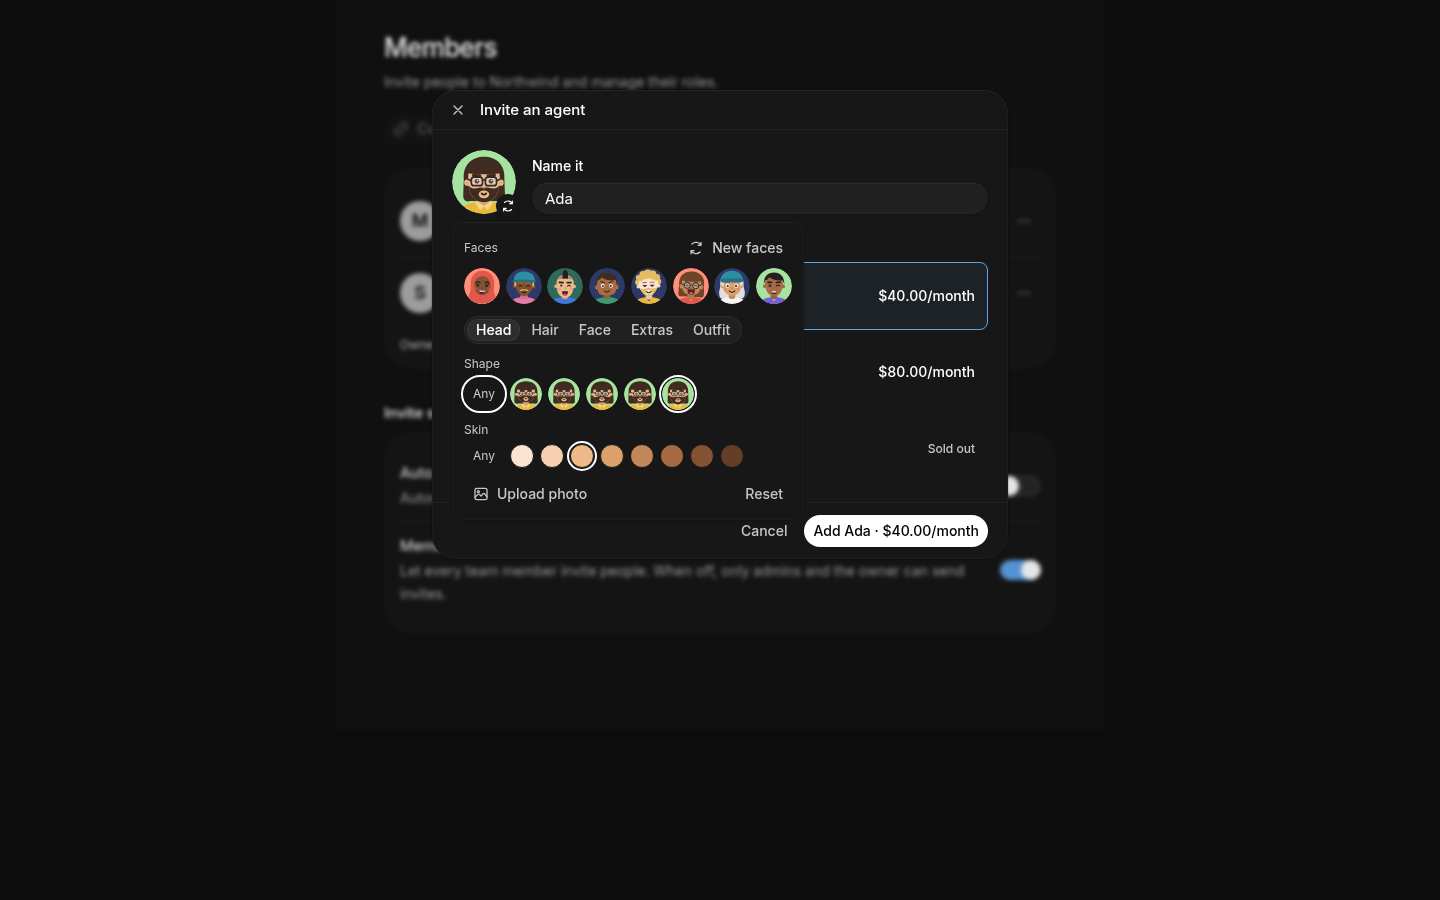 Members
Invite people to Northwind and manage their roles.
Invite an agent
Name it
Ada
Faces
New faces
$40.00/month
Head Hair Face Extras Outfit
Shape
Any
$80.00/month
Skin
Any
Sold out
Upload photo
Reset
Cancel
Add Ada · $40.00/month
M
S
Invite
Let every team member invite people. When off, only admins and the owner can send
invites.